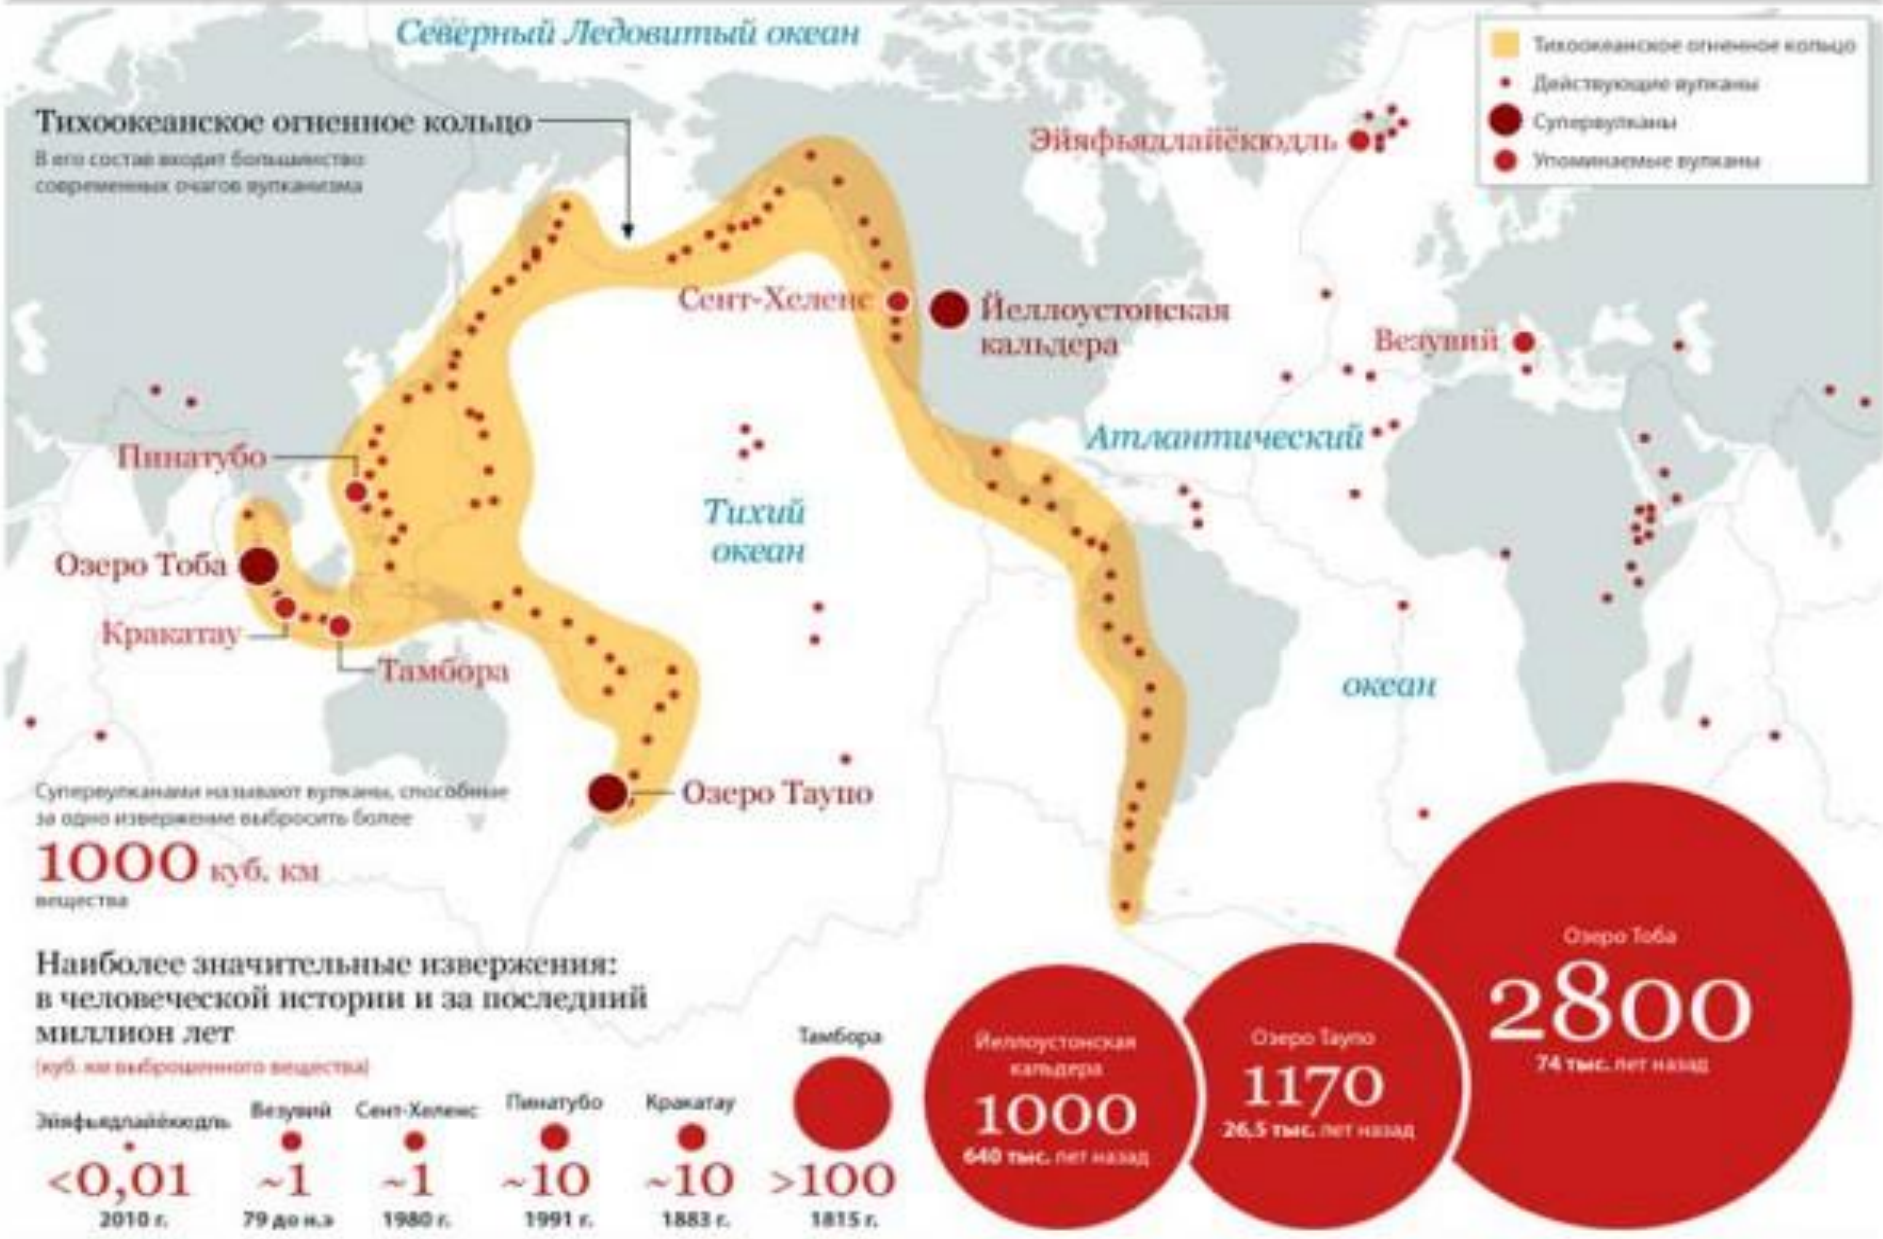 Северный Ледовитый океан
Тихоокеанское огненное кольцо
Действующие вулканы
Супервулканы
Упоминаемые вулканы
Тихоокеанское огненное кольцо
В его состав входит большинство
современных очагов вулканизма
Эйяфьядлайёкюдль
Сент-Хеленс
Йеллоустонская
кальдера
Везувий
Атлантический
Пинатубо
Тихий
океан
Озеро Тоба
Кракатау
Тамбора
океан
Озеро Таупо
Супервулканами называют вулканы, способные
за одно извержение выбросить более
1000 куб. км
вещества
Наиболее значительные извержения:
в человеческой истории и за последний
миллион лет
(куб. км выброшенного вещества)
Эйяфьядлайёкюдль
<0,01
2010 г.
Везувий
~1
79 до н.э
Сент-Хеленс
~1
1980 г.
Пинатубо
~10
1991 г.
Кракатау
~10
1883 г.
Тамбора
>100
1815 г.
Йеллоустонская
кальдера
1000
640 тыс. лет назад
Озеро Таупо
1170
26,5 тыс. лет назад
Озеро Тоба
2800
74 тыс. лет назад